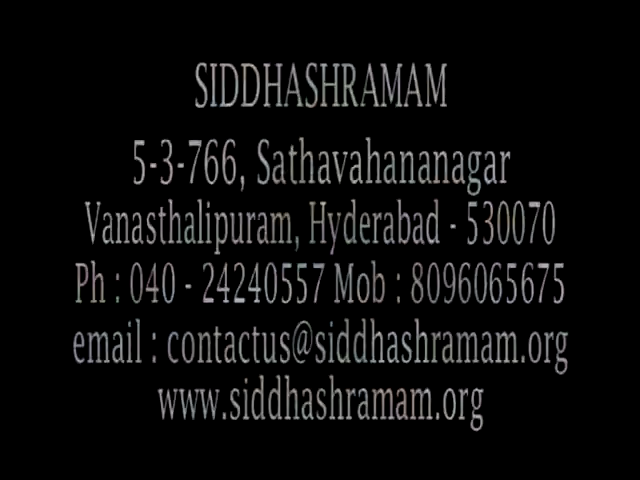 SIDDHASHRAMAM
5-3-766, Sathavahananagar
Vanasthalipuram, Hyderabad - 530070
Ph : 040 - 24240557 Mob : 8096065675
email : contactus@siddhashramam.org
www.siddhashramam.org